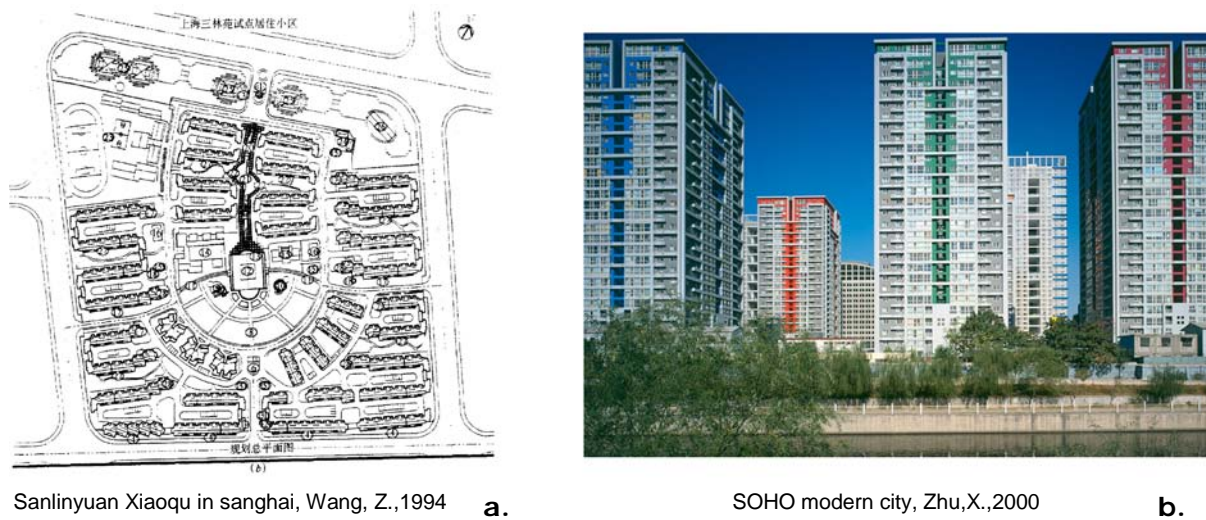 上海三林苑试点居住小区
规划总平面图
(b)
Sanlinyuan Xiaoqu in sanghai, Wang, Z.,1994
a.
SOHO modern city, Zhu,X.,2000
b.